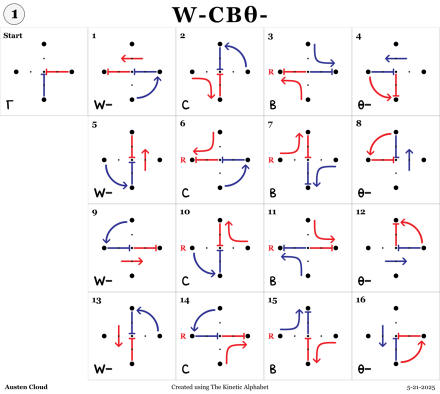 1
W-CBθ-
Start
Γ
1
W-
2
C
3
R
B
4
θ-
5
W-
6
R
C
7
R
B
8
θ-
9
W-
10
R
C
11
R
B
12
θ-
13
W-
14
R
C
15
R
B
16
θ-
Austen Cloud
Created using The Kinetic Alphabet
5-21-2025